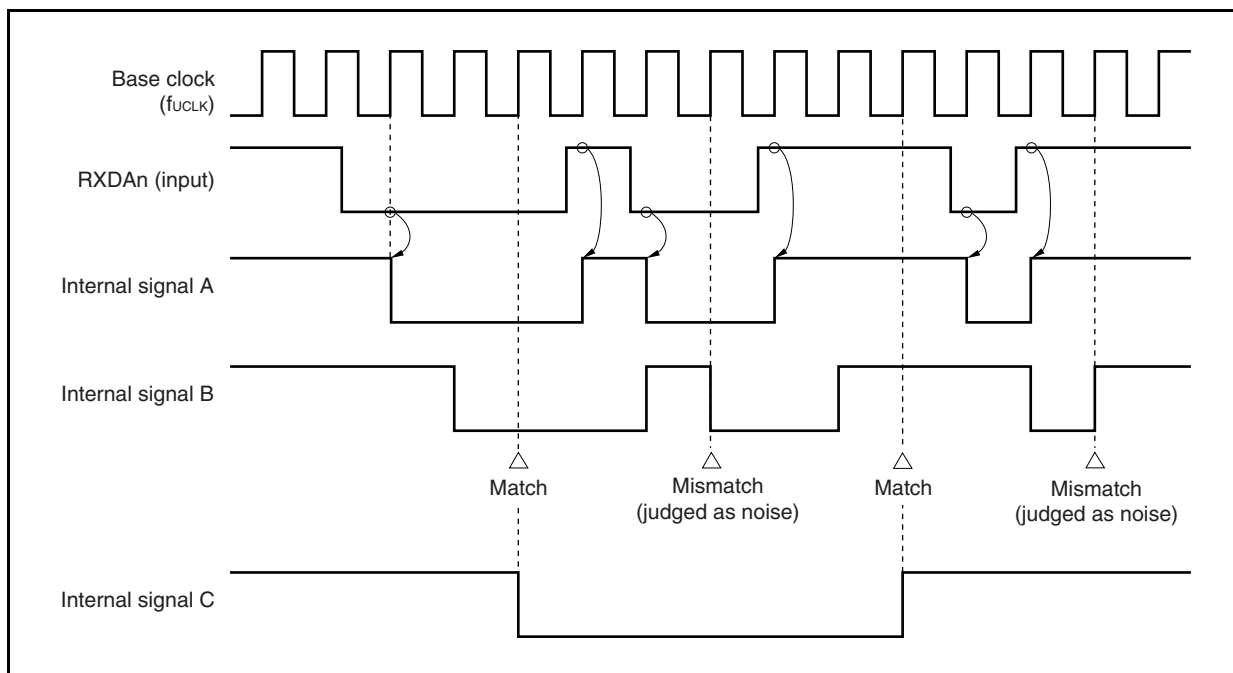 Base clock
(fUCLK)
RXDAn (input)
Internal signal A
Internal signal B
Match
Mismatch
(judged as noise)
Match
Mismatch
(judged as noise)
Internal signal C